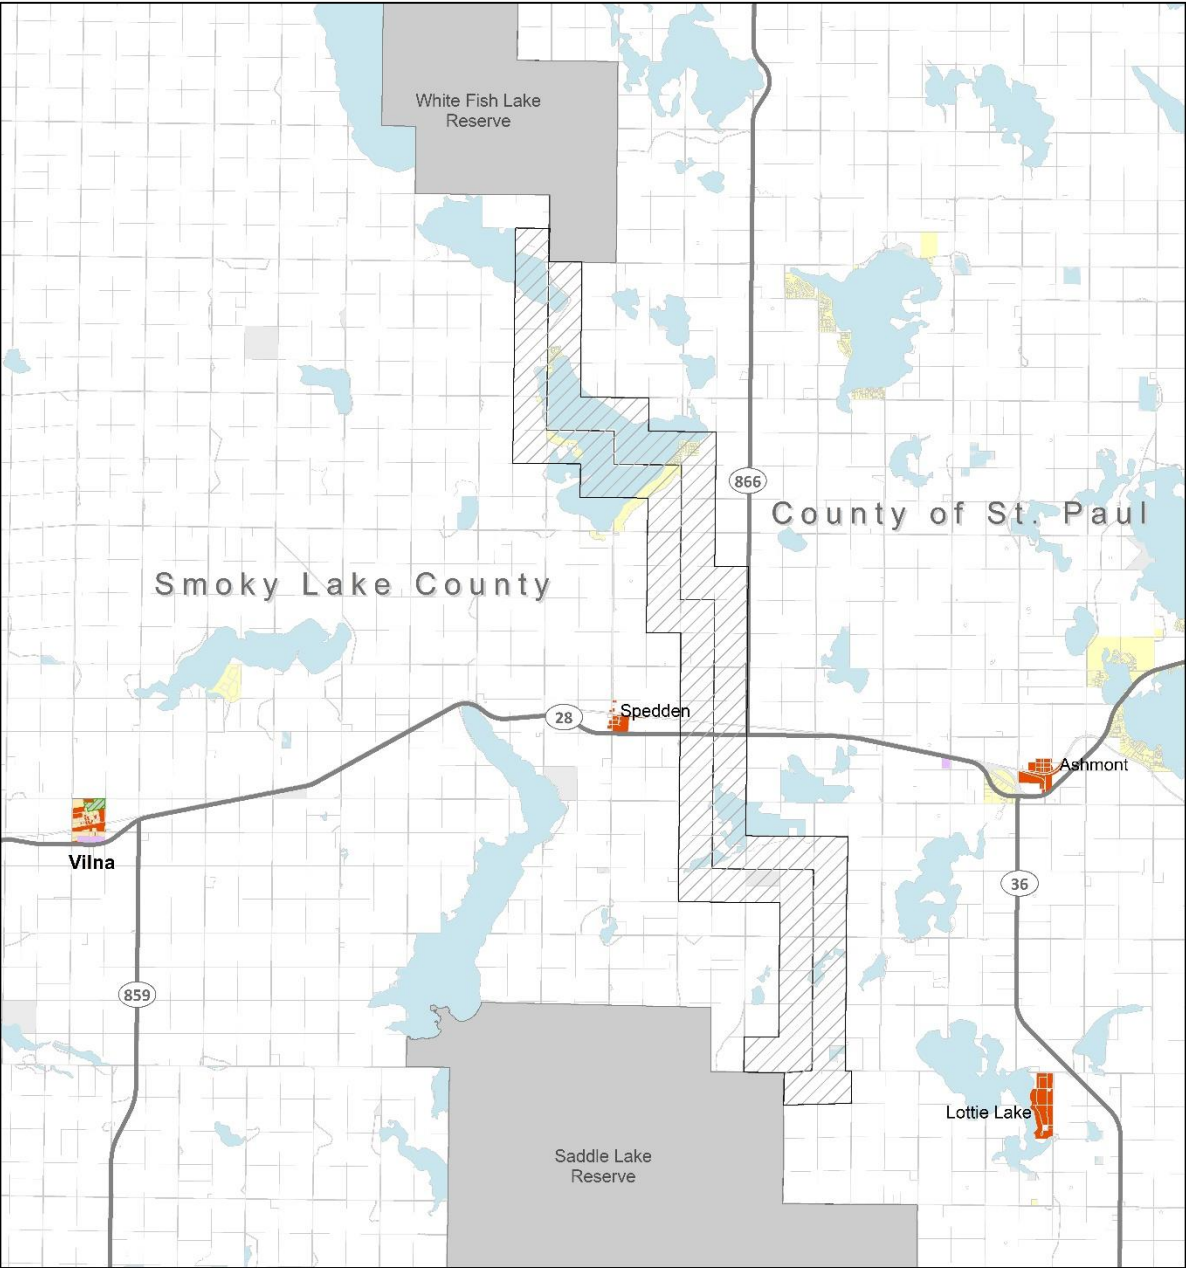 White Fish Lake
Reserve
866
County of St. Paul
Smoky Lake County
Spedden
28
Ashmont
Vilna
36
859
Lottie Lake
Saddle Lake
Reserve